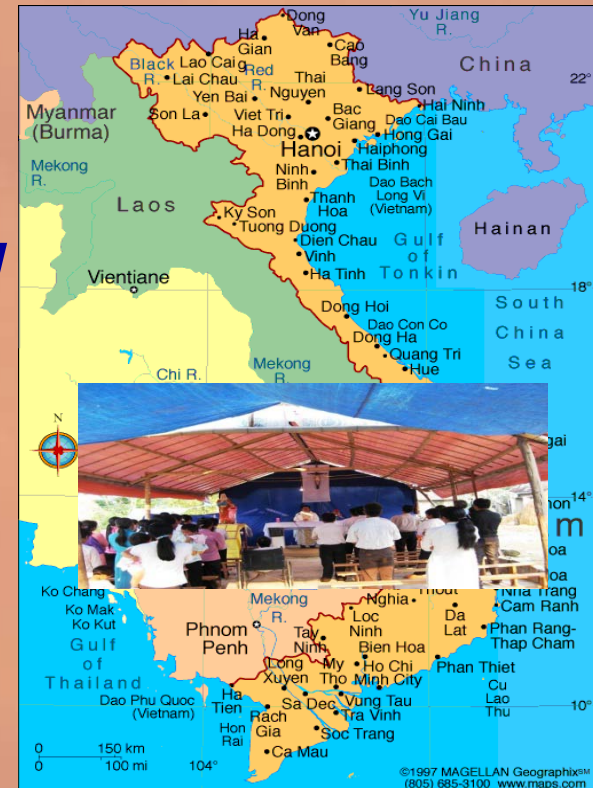 Yu Jiang
R.
Dong
Van
Ha
Gian
g
Cao
Bang
China
Black
R.
Lao Cai
Red
R.
Lai Chau
Thai
Nguyen
22°
Lang Son
Yen Bai
Hai Ninh
Myanmar
(Burma)
Son La
Viet Tri
Bac
Giang
Dao Cai Bau
Ha Dong
Hong Gai
Hanoi
Haiphong
Mekong
R.
Thai Binh
Ninh
Binh
Dao Bach
Long Vi
(Vietnam)
Laos
Thanh
Hoa
Hainan
Ky Son
Tuong Duong
Dien Chau
Gulf
of
Tonkin
Vinh
Vientiane
Ha Tinh
18°
Dong Hoi
South
China
Sea
Dao Con Co
Dong Ha
Quang Tri
Hue
Chi R.
Mekong
R.
N
gai
14°
hon
m
oa
oa
Ko Chang
Ko Mak
Ko Kut
Mekong
R.
Nghia
Thout
Nha Trang
Cam Ranh
Loc
Ninh
Da
Lat
Phnom
Penh
Tay
Ninh
Phan Rang-
Thap Cham
Gulf
of
Thailand
Bien Hoa
Long
Xuyen
My
Tho
Ho Chi
Minh City
Phan Thiet
Ha
Tien
Dao Phu Quoc
(Vietnam)
Sa Dec
Vung Tau
Cu
Lao
Thu
10°
Rach
Gia
Tra Vinh
Hon
Rai
Soc Trang
Ca Mau
0 150 km
0 100 mi
104°
©1997 MAGELLAN Geographix℠
(805) 685-3100 www.maps.com